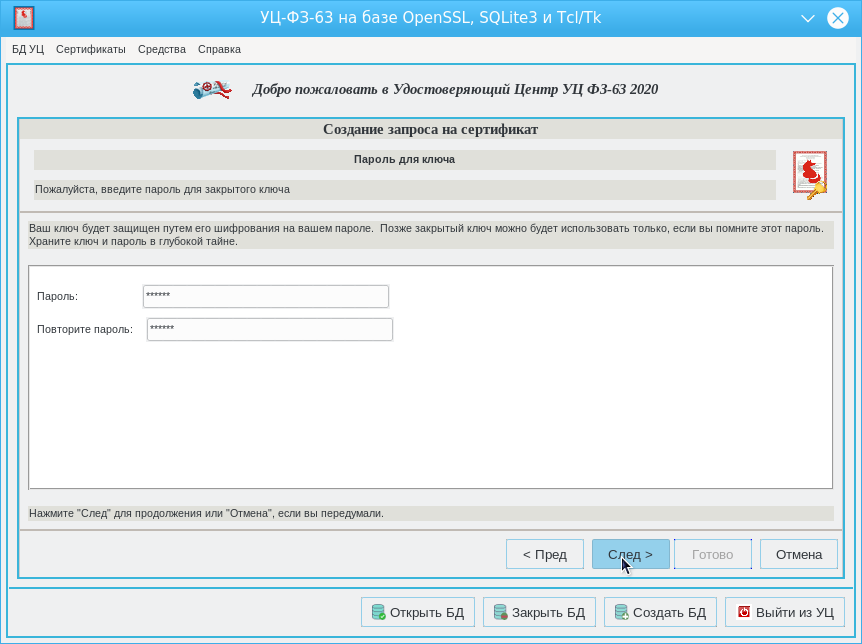 УЦ-ФЗ-63 на базе OpenSSL, SQLite3 и Tcl/Tk
БД УЦ Сертификаты Средства Справка
Добро пожаловать в Удостоверяющий Центр УЦ ФЗ-63 2020
Создание запроса на сертификат
Пароль для ключа
Пожалуйста, введите пароль для закрытого ключа
Ваш ключ будет защищен путем его шифрования на вашем пароле. Позже закрытый ключ можно будет использовать только, если вы помните этот пароль.
Храните ключ и пароль в глубокой тайне.
Пароль: ******
Повторите пароль: ******
Нажмите "След" для продолжения или "Отмена", если вы передумали.
< Пред След > Готово Отмена
Открыть БД Закрыть БД Создать БД Выйти из УЦ